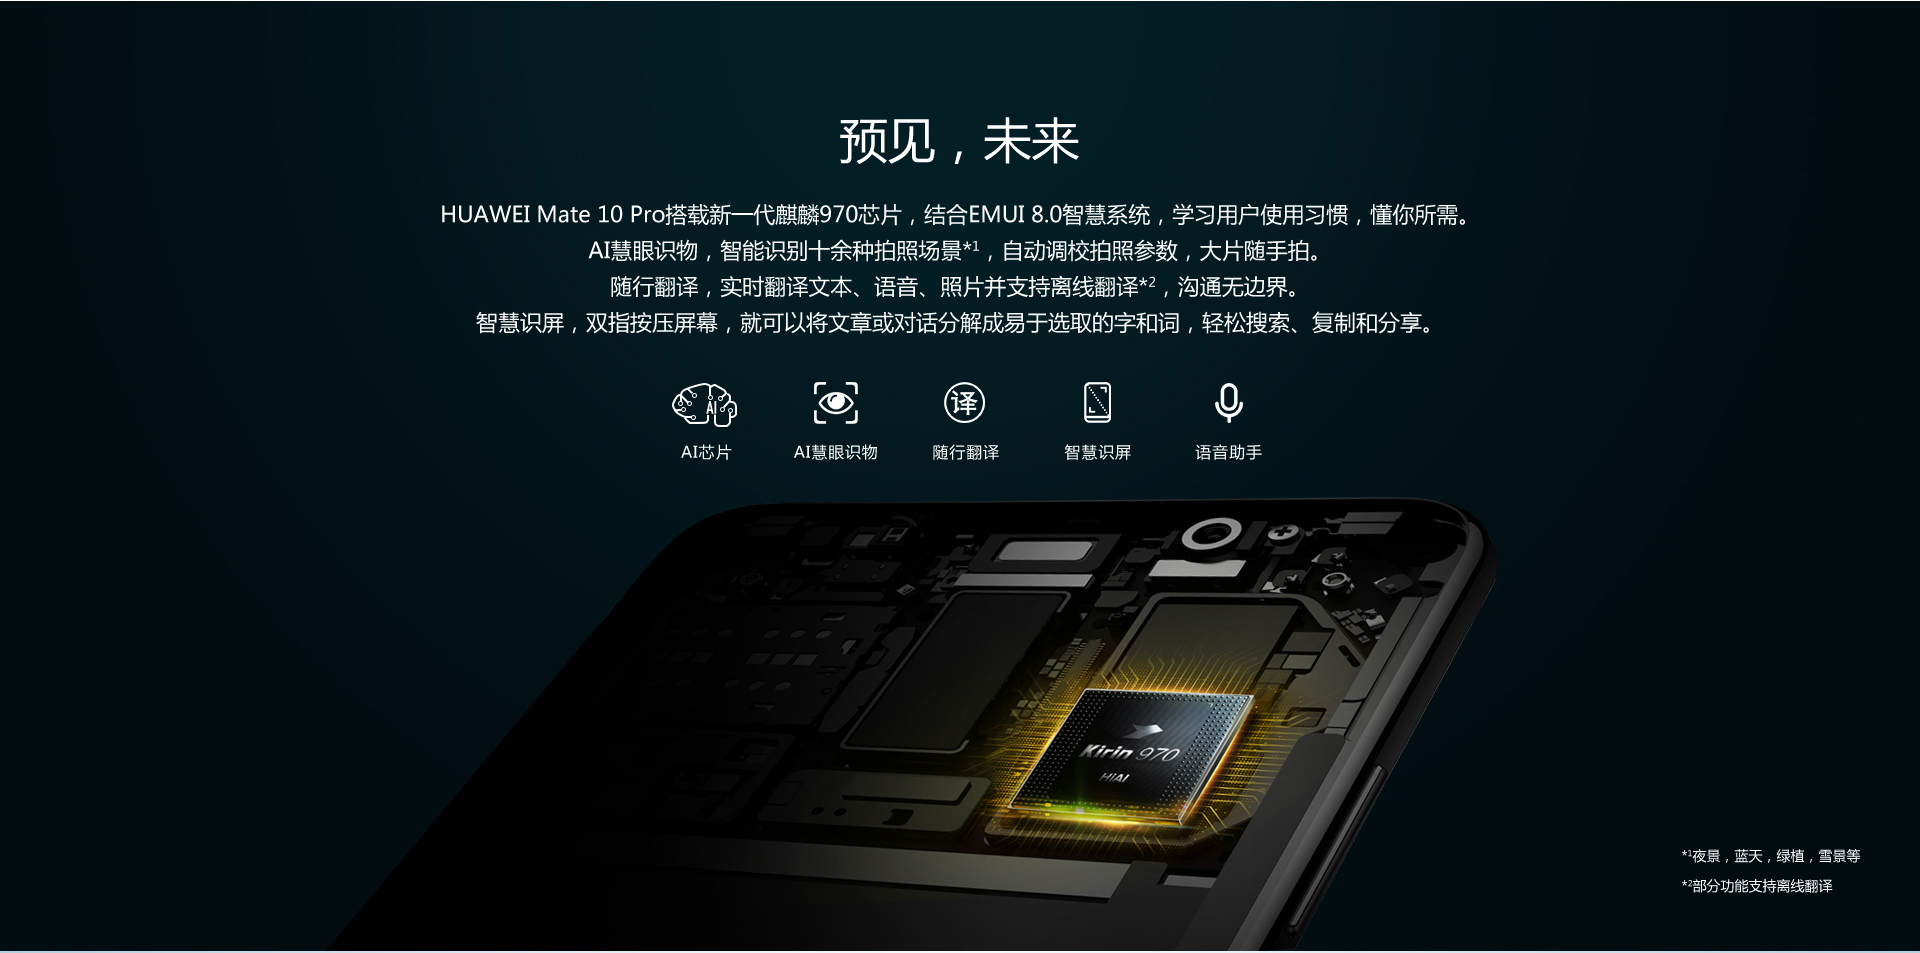 预见，未来
HUAWEI Mate 10 Pro搭载新一代麒麟970芯片，结合EMUI 8.0智慧系统，学习用户使用习惯，懂你所需。
AI慧眼识物，智能识别十余种拍照场景*1，自动调校拍照参数，大片随手拍。
随行翻译，实时翻译文本、语音、照片并支持离线翻译*2，沟通无边界。
智慧识屏，双指按压屏幕，就可以将文章或对话分解成易于选取的字和词，轻松搜索、复制和分享。
AI 译
AI芯片 AI慧眼识物 随行翻译 智慧识屏 语音助手
Kirin 970
HiAI
*1夜景，蓝天，绿植，雪景等
*2部分功能支持离线翻译